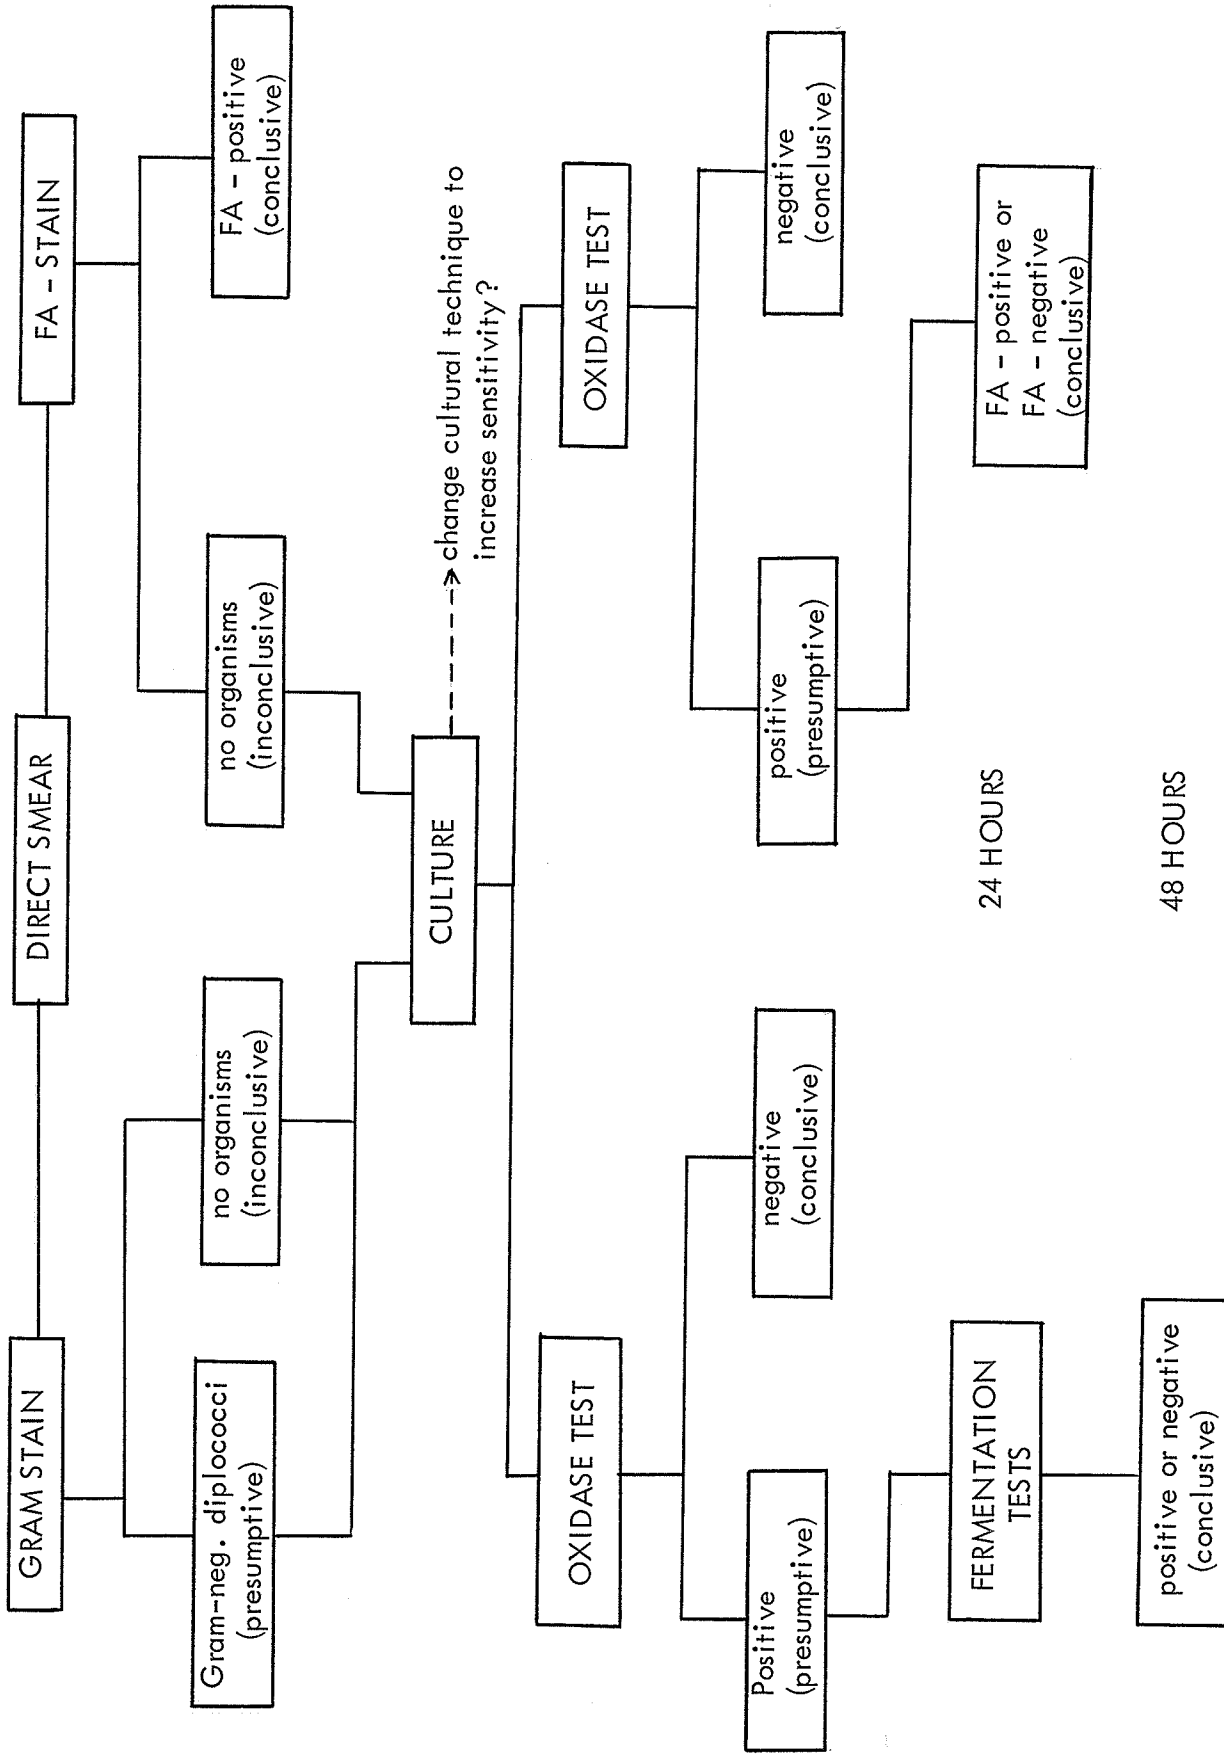 GRAM STAIN
DIRECT SMEAR
FA - STAIN
Gram-neg. diplococci
(presumptive)
no organisms
(inconclusive)
no organisms
(inconclusive)
FA - positive
(conclusive)
CULTURE
change cultural technique to
increase sensitivity?
OXIDASE TEST
OXIDASE TEST
Positive
(presumptive)
negative
(conclusive)
positive
(presumptive)
negative
(conclusive)
FERMENTATION
TESTS
24 HOURS
FA - positive or
FA - negative
(conclusive)
positive or negative
(conclusive)
48 HOURS